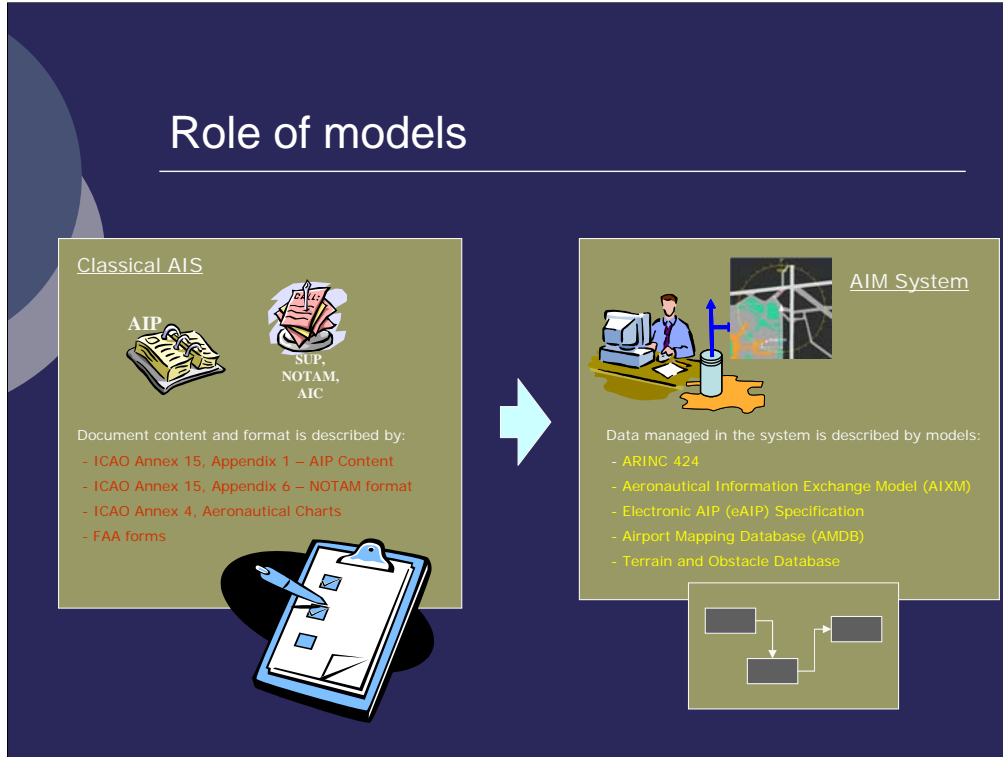 Role of models
Classical AIS
AIP
CALL:
SUP,
NOTAM,
AIC
Document content and format is described by:
- ICAO Annex 15, Appendix 1 – AIP Content
- ICAO Annex 15, Appendix 6 – NOTAM format
- ICAO Annex 4, Aeronautical Charts
- FAA forms
AIM System
Data managed in the system is described by models:
- ARINC 424
- Aeronautical Information Exchange Model (AIXM)
- Electronic AIP (eAIP) Specification
- Airport Mapping Database (AMDB)
- Terrain and Obstacle Database